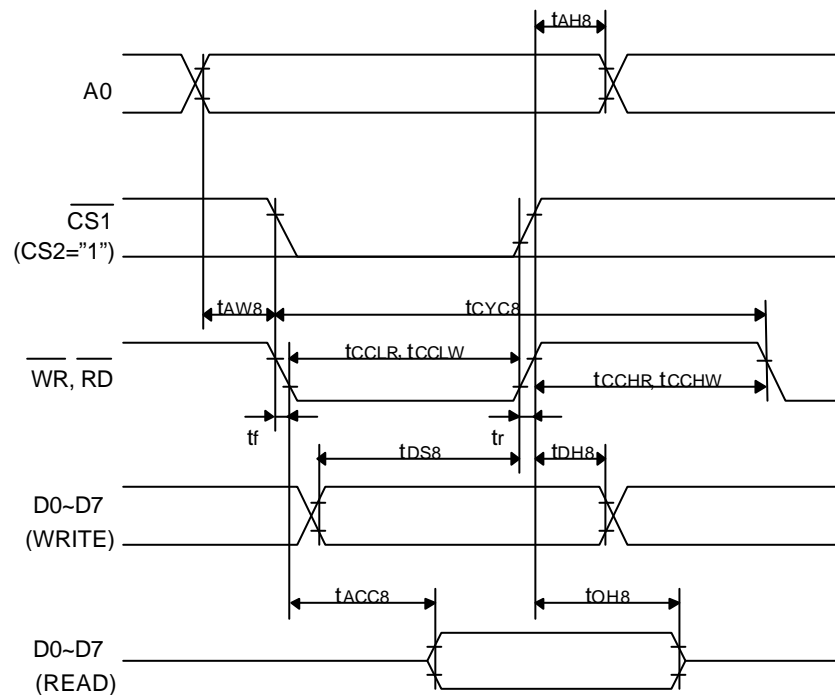 tAH8
A0
CS1
(CS2="1")
tAW8
tCYC8
tCCLR, tCCLW
WR, RD
tCCHR, tCCHW
tf
tr
tDS8
tDH8
D0~D7
(WRITE)
tACC8
tOH8
D0~D7
(READ)